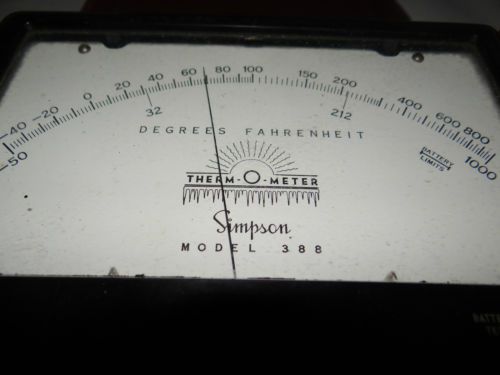 -50 -40 -20 0 20 40 60 80 100 150 200 400 600 800 1000
32 212
DEGREES FAHRENHEIT
BATTERY
LIMITS
THERM-O-METER
Simpson
MODEL 388